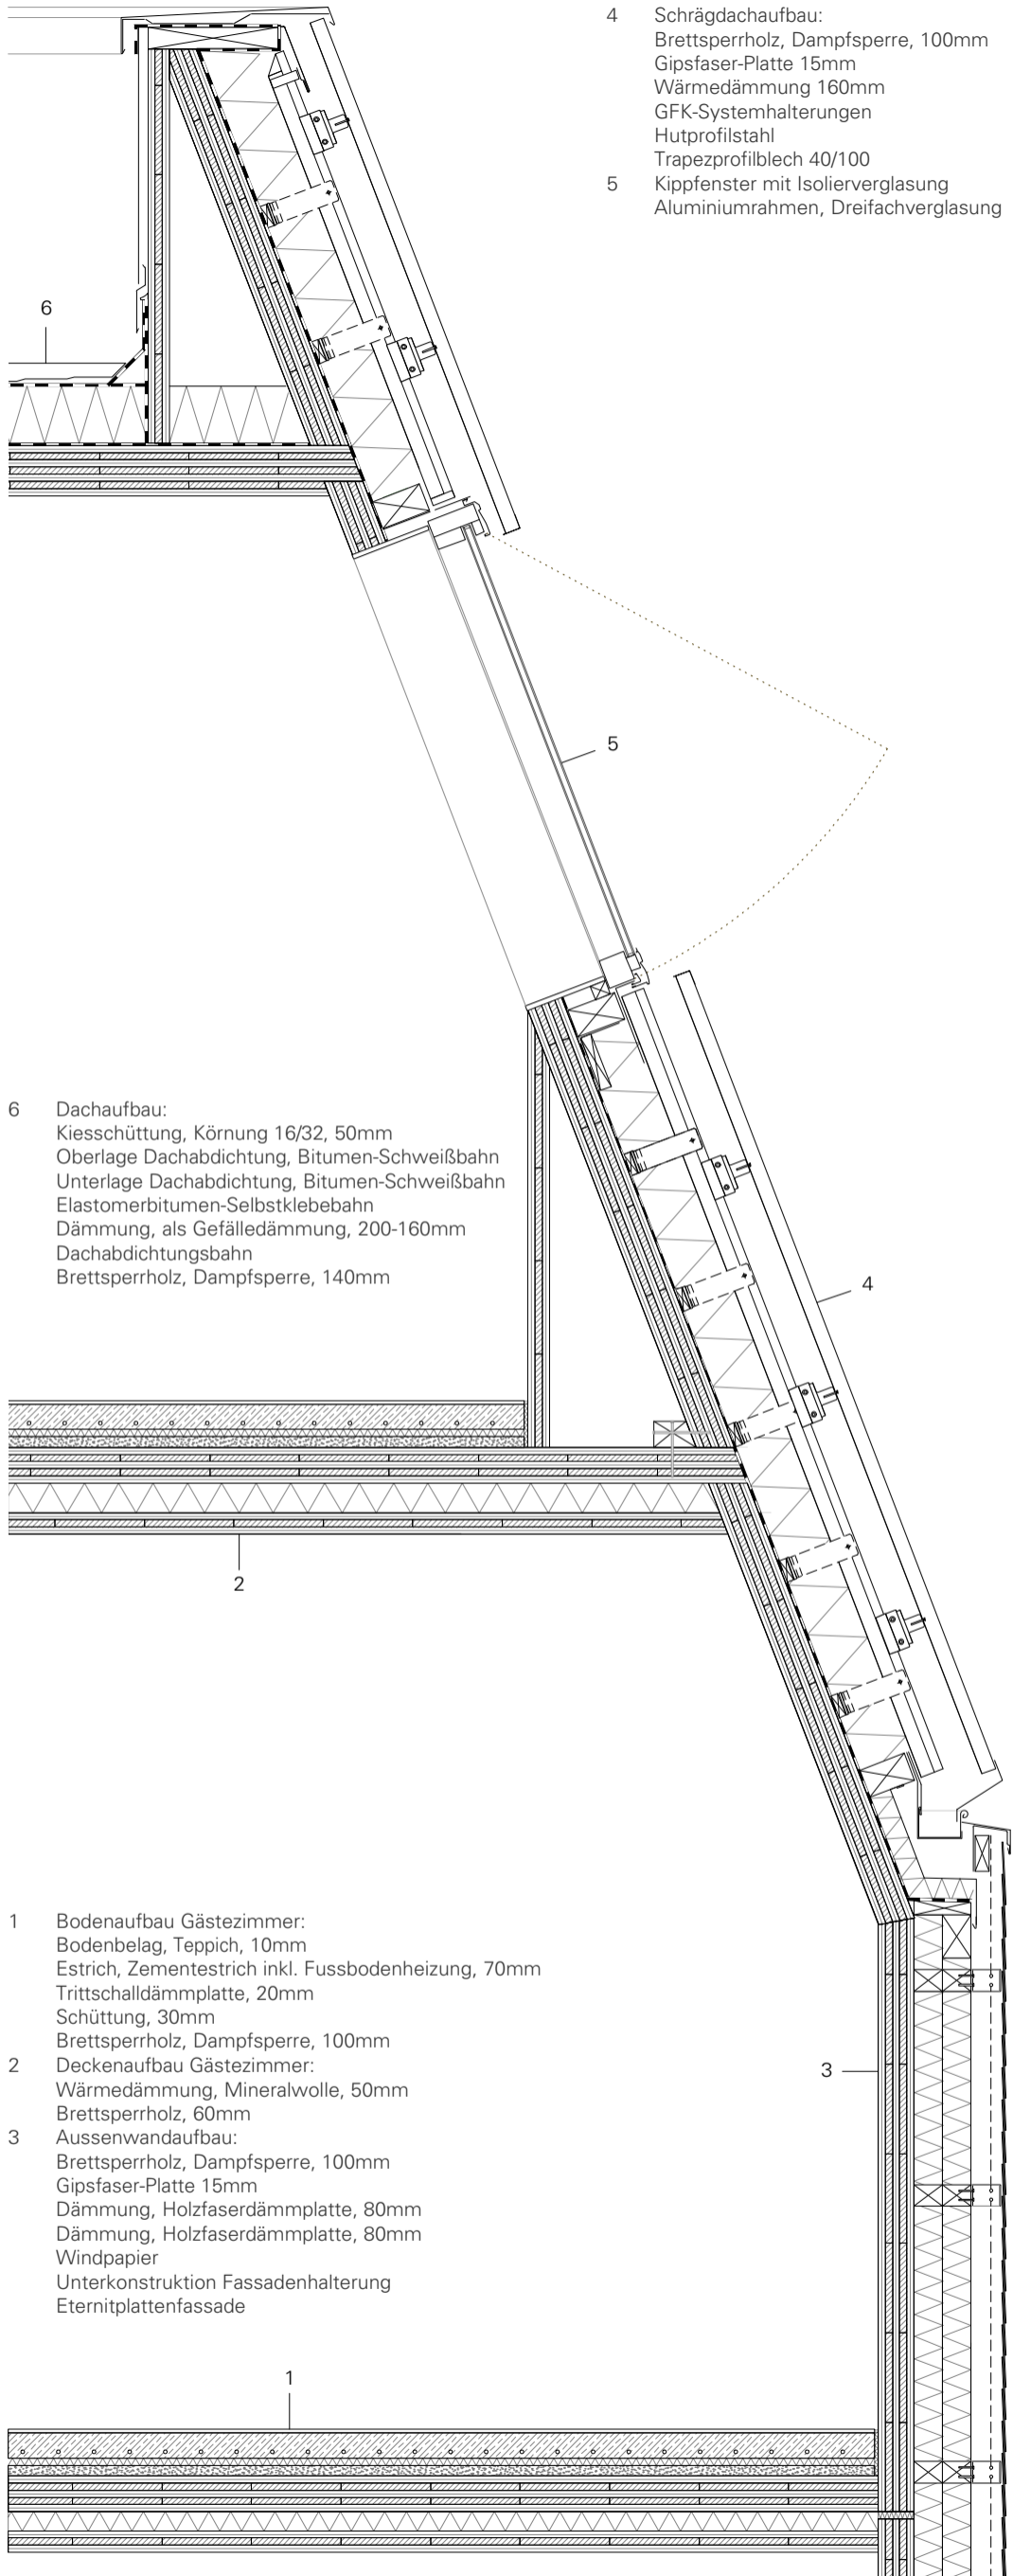 4 Schrägdachaufbau:
Brettsperrholz, Dampfsperre, 100mm
Gipsfaser-Platte 15mm
Wärmedämmung 160mm
GFK-Systemhalterungen
Hutprofilstahl
Trapezprofilblech 40/100
5 Kippfenster mit Isolierverglasung
Aluminiumrahmen, Dreifachverglasung
6
5
6 Dachaufbau:
Kiesschüttung, Körnung 16/32, 50mm
Oberlage Dachabdichtung, Bitumen-Schweißbahn
Unterlage Dachabdichtung, Bitumen-Schweißbahn
Elastomerbitumen-Selbstklebebahn
Dämmung, als Gefälledämmung, 200-160mm
Dachabdichtungsbahn
Brettsperrholz, Dampfsperre, 140mm
4
2
1 Bodenaufbau Gästezimmer:
Bodenbelag, Teppich, 10mm
Estrich, Zementestrich inkl. Fussbodenheizung, 70mm
Trittschalldämmplatte, 20mm
Schüttung, 30mm
Brettsperrholz, Dampfsperre, 100mm
2 Deckenaufbau Gästezimmer:
Wärmedämmung, Mineralwolle, 50mm
Brettsperrholz, 60mm
3 Aussenwandaufbau:
Brettsperrholz, Dampfsperre, 100mm
Gipsfaser-Platte 15mm
Dämmung, Holzfaserdämmplatte, 80mm
Dämmung, Holzfaserdämmplatte, 80mm
Windpapier
Unterkonstruktion Fassadenhalterung
Eternitplattenfassade
3
1